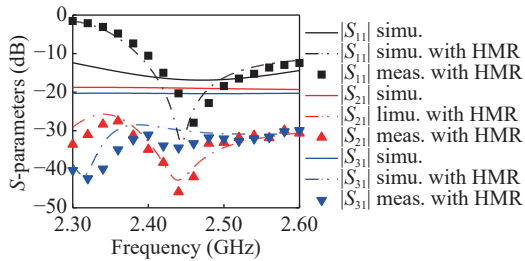 S-parameters (dB)
0
−10
−20
−30
−40
−50
2.30
2.40
2.50
2.60
Frequency (GHz)
|S11| simu.
|S11| simu. with HMR
|S11| meas. with HMR
|S21| simu.
|S21| limu. with HMR
|S21| meas. with HMR
|S31| simu.
|S31| simu. with HMR
|S31| meas. with HMR